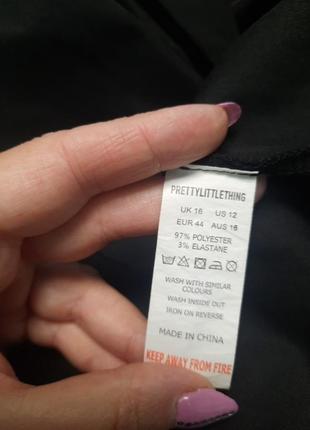 PRETTYLITTLETHING
UK 16 US 12
EUR 44 AUS 16
97% POLYESTER
3% ELASTANE
WASH WITH SIMILAR
COLOURS
WASH INSIDE OUT
IRON ON REVERSE
MADE IN CHINA
KEEP AWAY FROM FIRE